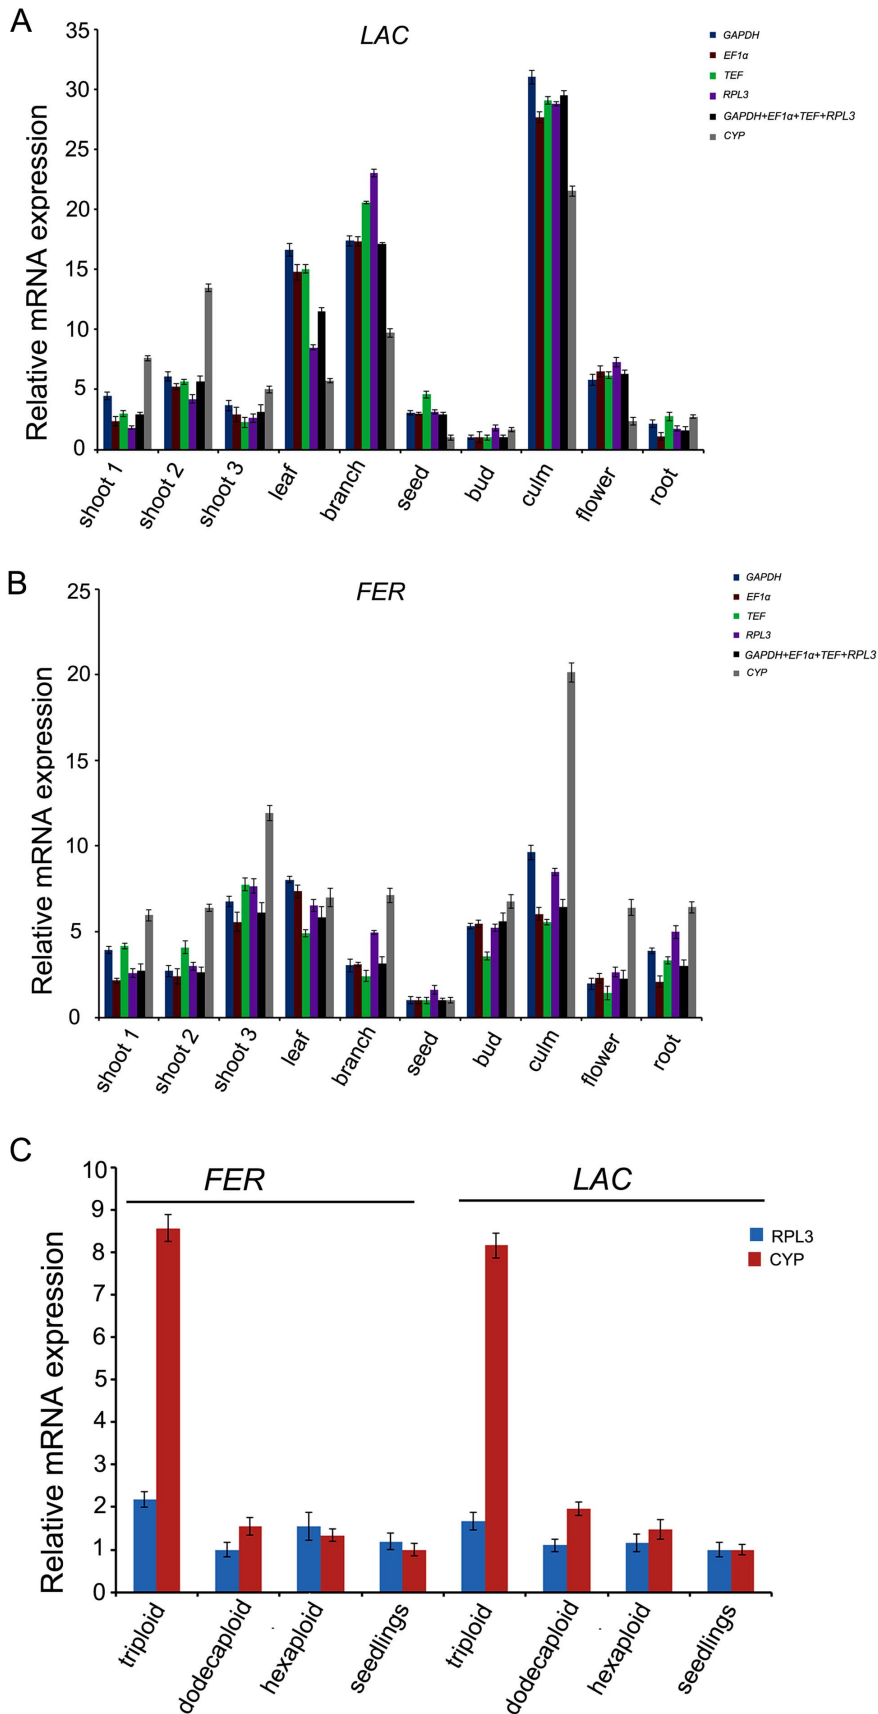 A
LAC
Relative mRNA expression
35
30
25
20
15
10
5
0
GAPDH
EF1α
TEF
RPL3
GAPDH+EF1α+TEF+RPL3
CYP
shoot 1
shoot 2
shoot 3
leaf
branch
seed
bud
culm
flower
root
B
FER
Relative mRNA expression
25
20
15
10
5
0
GAPDH
EF1α
TEF
RPL3
GAPDH+EF1α+TEF+RPL3
CYP
shoot 1
shoot 2
shoot 3
leaf
branch
seed
bud
culm
flower
root
C
FER
LAC
Relative mRNA expression
10
9
8
7
6
5
4
3
2
1
0
RPL3
CYP
triploid
dodecaploid
hexaploid
seedlings
triploid
dodecaploid
hexaploid
seedlings